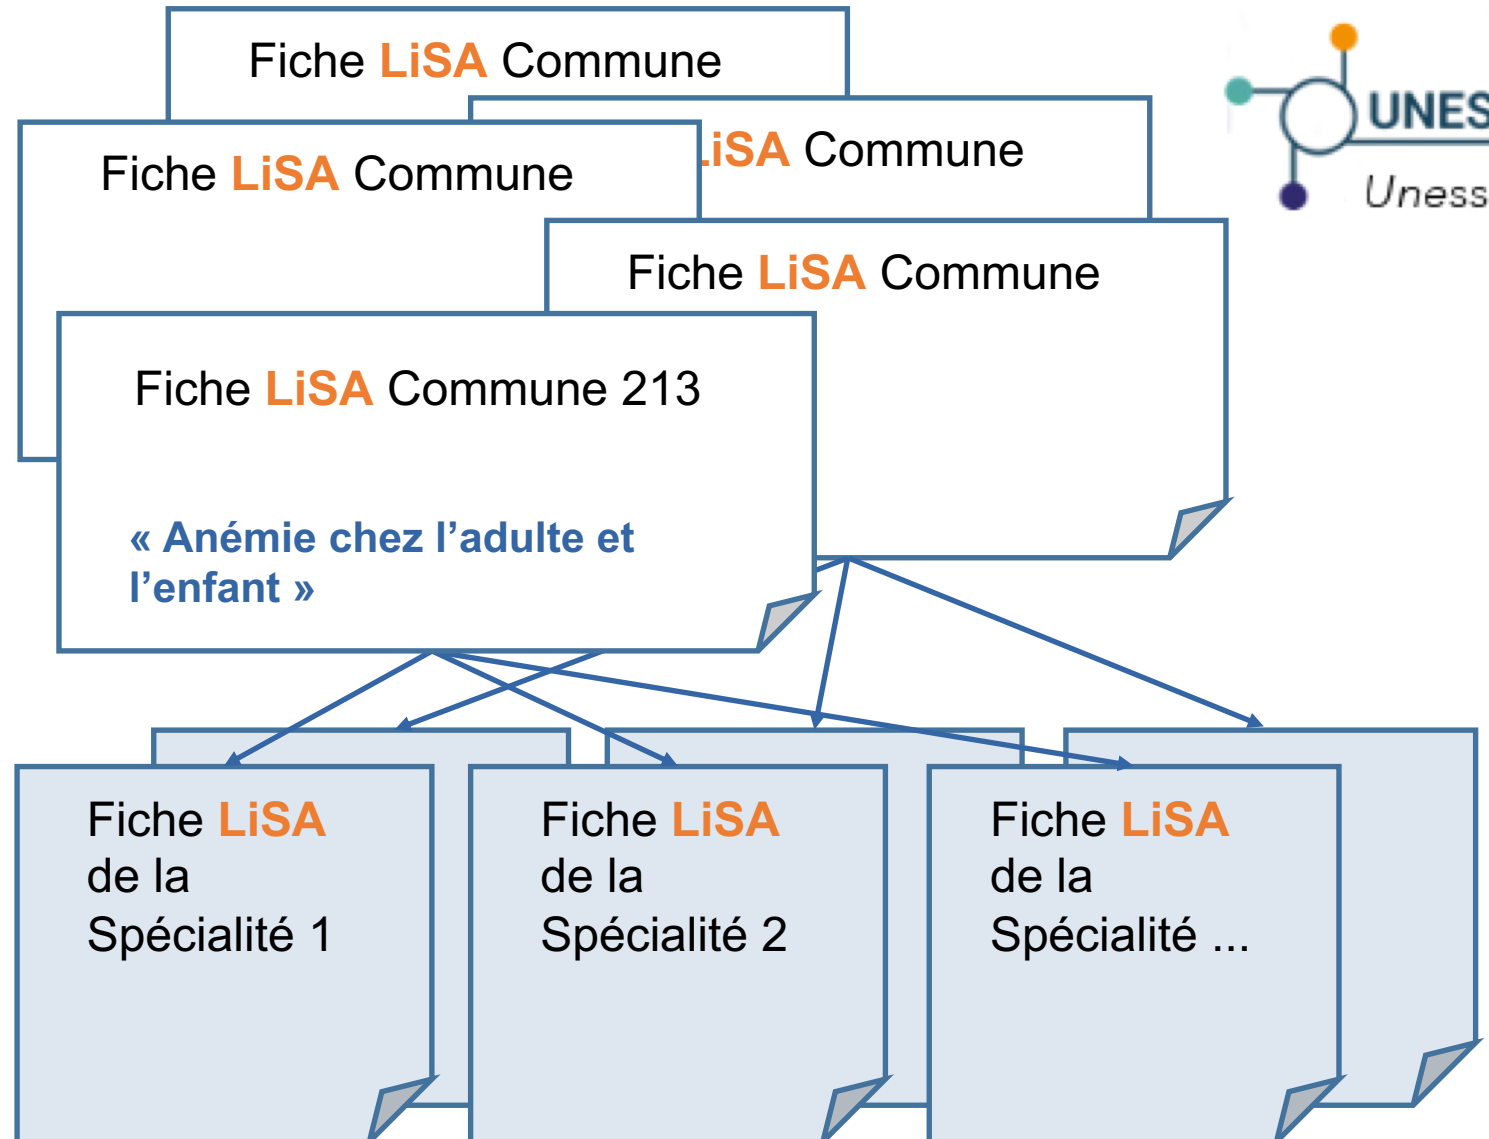 Fiche LiSA Commune
LiSA Commune
Fiche LiSA Commune
Fiche LiSA Commune
Fiche LiSA Commune 213
« Anémie chez l’adulte et
l’enfant »
UNES
Uness
Fiche LiSA
de la
Spécialité 1
Fiche LiSA
de la
Spécialité 2
Fiche LiSA
de la
Spécialité ...